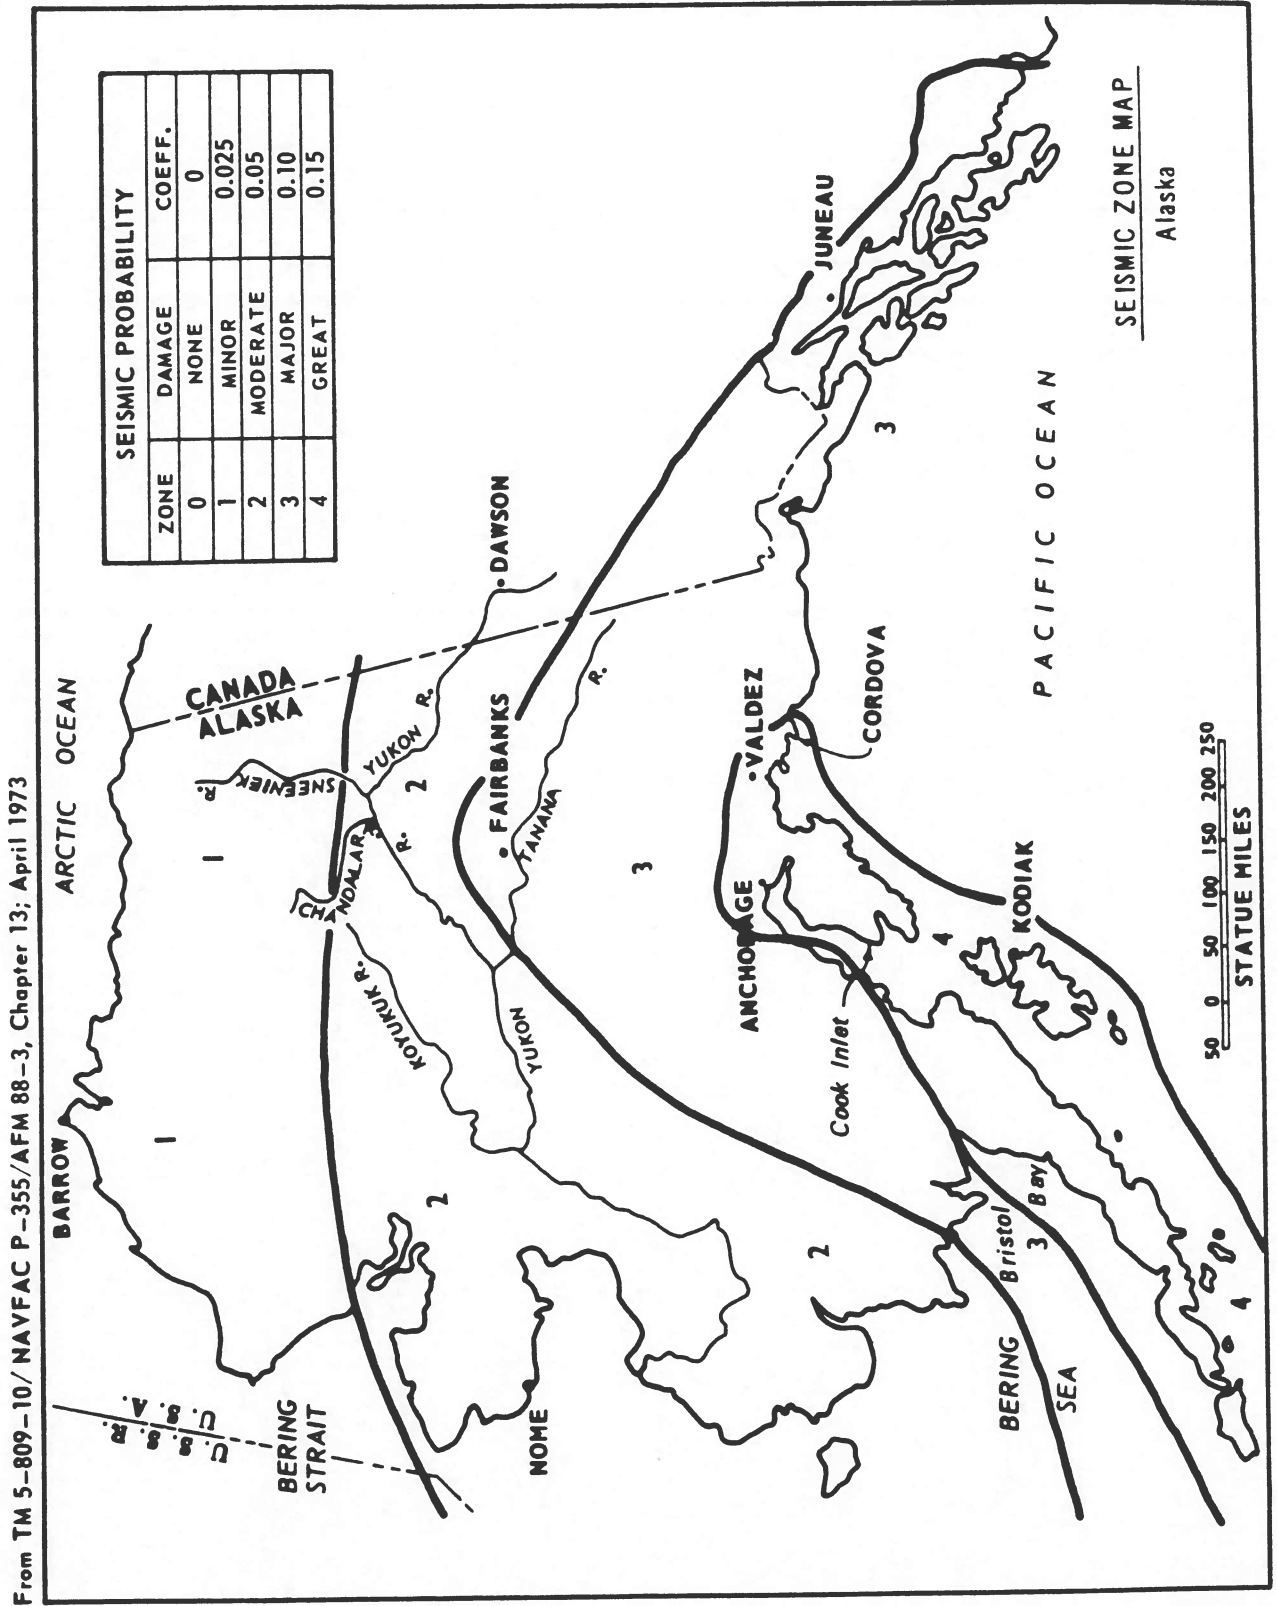 From TM 5-809-10/ NAVFAC P-355/AFM 88-3, Chapter 13; April 1973
SEISMIC PROBABILITY
ZONE DAMAGE COEFF.
0 NONE 0
1 MINOR 0.025
2 MODERATE 0.05
3 MAJOR 0.10
4 GREAT 0.15
ARCTIC OCEAN
BARROW
U. S. S. R.
U. S. A.
BERING
STRAIT
CANADA
ALASKA
1
1
SNEENIEK
R.
CHANDALAR
R.
YUKON R.
R.
2
KOYUKUK R.
YUKON
2
NOME
2
FAIRBANKS
TANANA
R.
DAWSON
3
JUNEAU
3
VALDEZ
CORDOVA
ANCHORAGE
Cook Inlet
KODIAK
4
Bristol
Bay
3
BERING
SEA
4
PACIFIC OCEAN
SEISMIC ZONE MAP
Alaska
50 0 50 100 150 200 250
STATUE MILES